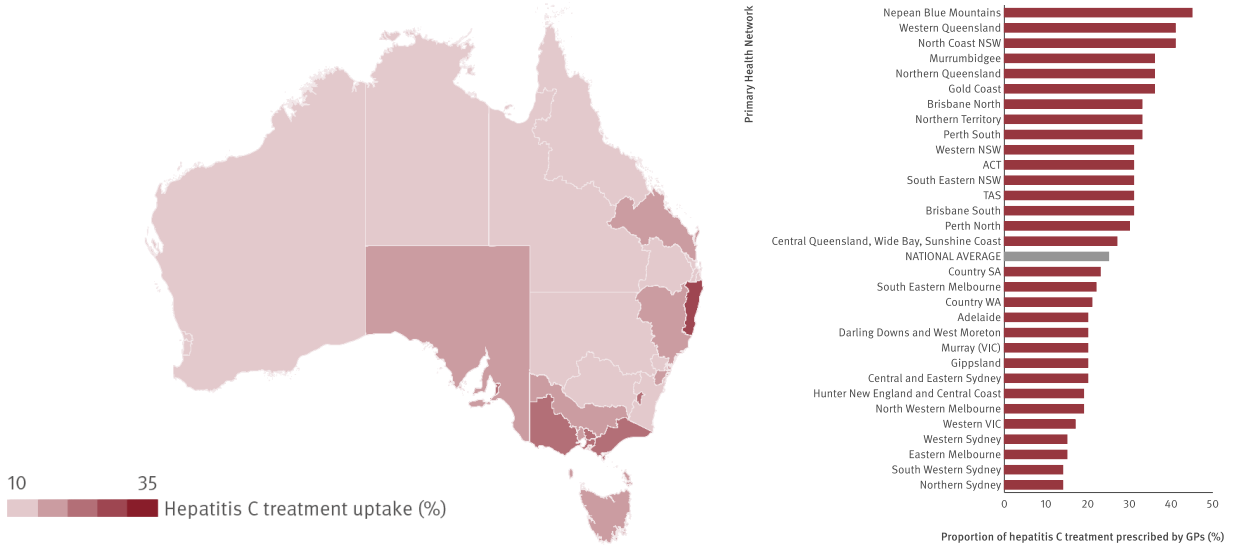 10
35
Hepatitis C treatment uptake (%)
Primary Health Network
Nepean Blue Mountains
Western Queensland
North Coast NSW
Murrumbidgee
Northern Queensland
Gold Coast
Brisbane North
Northern Territory
Perth South
Western NSW
ACT
South Eastern NSW
TAS
Brisbane South
Perth North
Central Queensland, Wide Bay, Sunshine Coast
NATIONAL AVERAGE
Country SA
South Eastern Melbourne
Country WA
Adelaide
Darling Downs and West Moreton
Murray (VIC)
Gippsland
Central and Eastern Sydney
Hunter New England and Central Coast
North Western Melbourne
Western VIC
Western Sydney
Eastern Melbourne
South Western Sydney
Northern Sydney
0 10 20 30 40 50
Proportion of hepatitis C treatment prescribed by GPs (%)